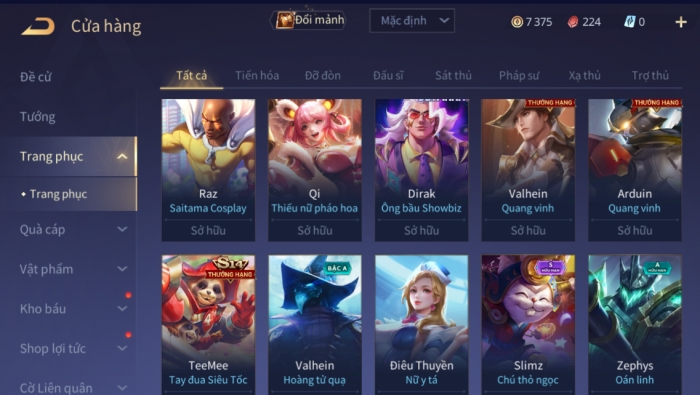 Cửa hàng
Đổi mảnh
Mặc định
7 375
224
0
Đề cử
Tướng
Trang phục
Trang phục
Quà cáp
Vật phẩm
Kho báu
Shop lợi tức
Cờ Liên quân
Tất cả
Tiến hóa
Đỡ đòn
Đấu sĩ
Sát thủ
Pháp sư
Xạ thủ
Trợ thủ
Raz
Saitama Cosplay
Sở hữu
Qi
Thiếu nữ pháo hoa
Sở hữu
Dirak
Ông bầu Showbiz
Sở hữu
THƯỞNG HẠNG
Valhein
Quang vinh
Sở hữu
THƯỞNG HẠNG
Arduin
Quang vinh
Sở hữu
S14
THƯỞNG HẠNG
TeeMee
Tay đua Siêu Tốc
BẬC A
Valhein
Hoàng tử quạ
Điêu Thuyền
Nữ y tá
S
HỮU HẠN
Slimz
Chú thỏ ngọc
A
HỮU HẠN
Zephys
Oán linh